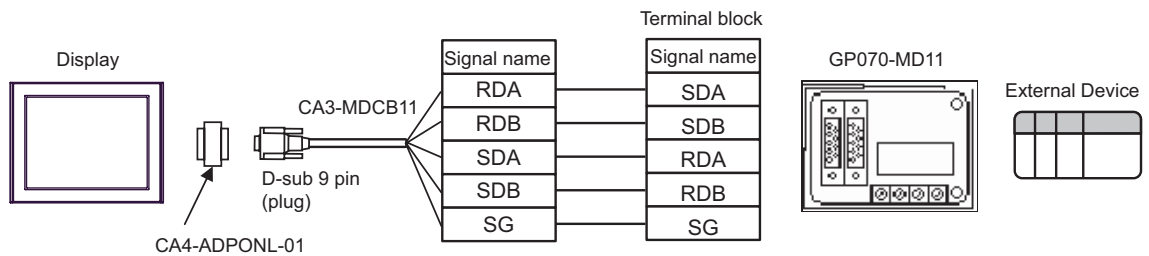 Terminal block
Display
Signal name
Signal name
GP070-MD11
External Device
CA3-MDCB11
RDA
SDA
RDB
SDB
SDA
RDA
D-sub 9 pin
(plug)
SDB
RDB
SG
SG
CA4-ADPONL-01